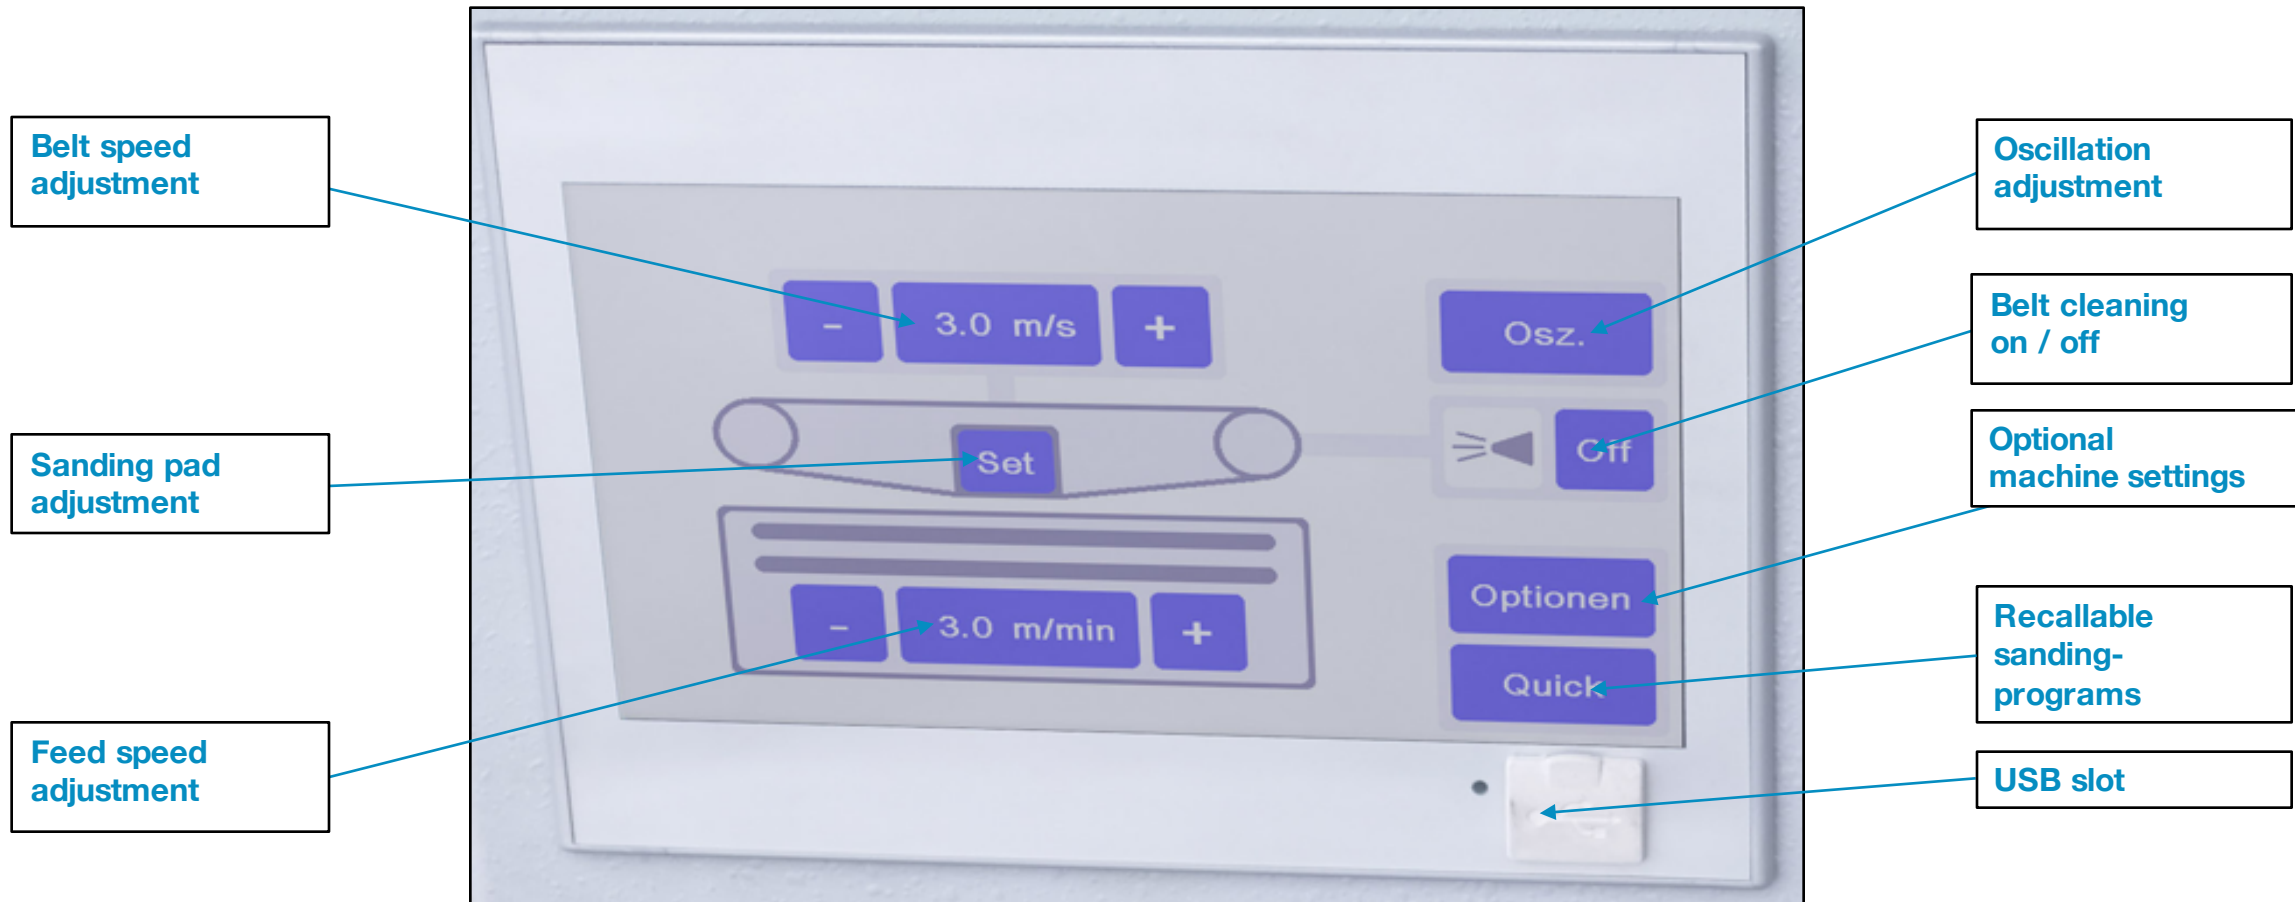 Belt speed
adjustment
Sanding pad
adjustment
Feed speed
adjustment
- 3.0 m/s +
Set
- 3.0 m/min +
Osz.
Off
Optionen
Quick
Oscillation
adjustment
Belt cleaning
on / off
Optional
machine settings
Recallable
sanding-
programs
USB slot